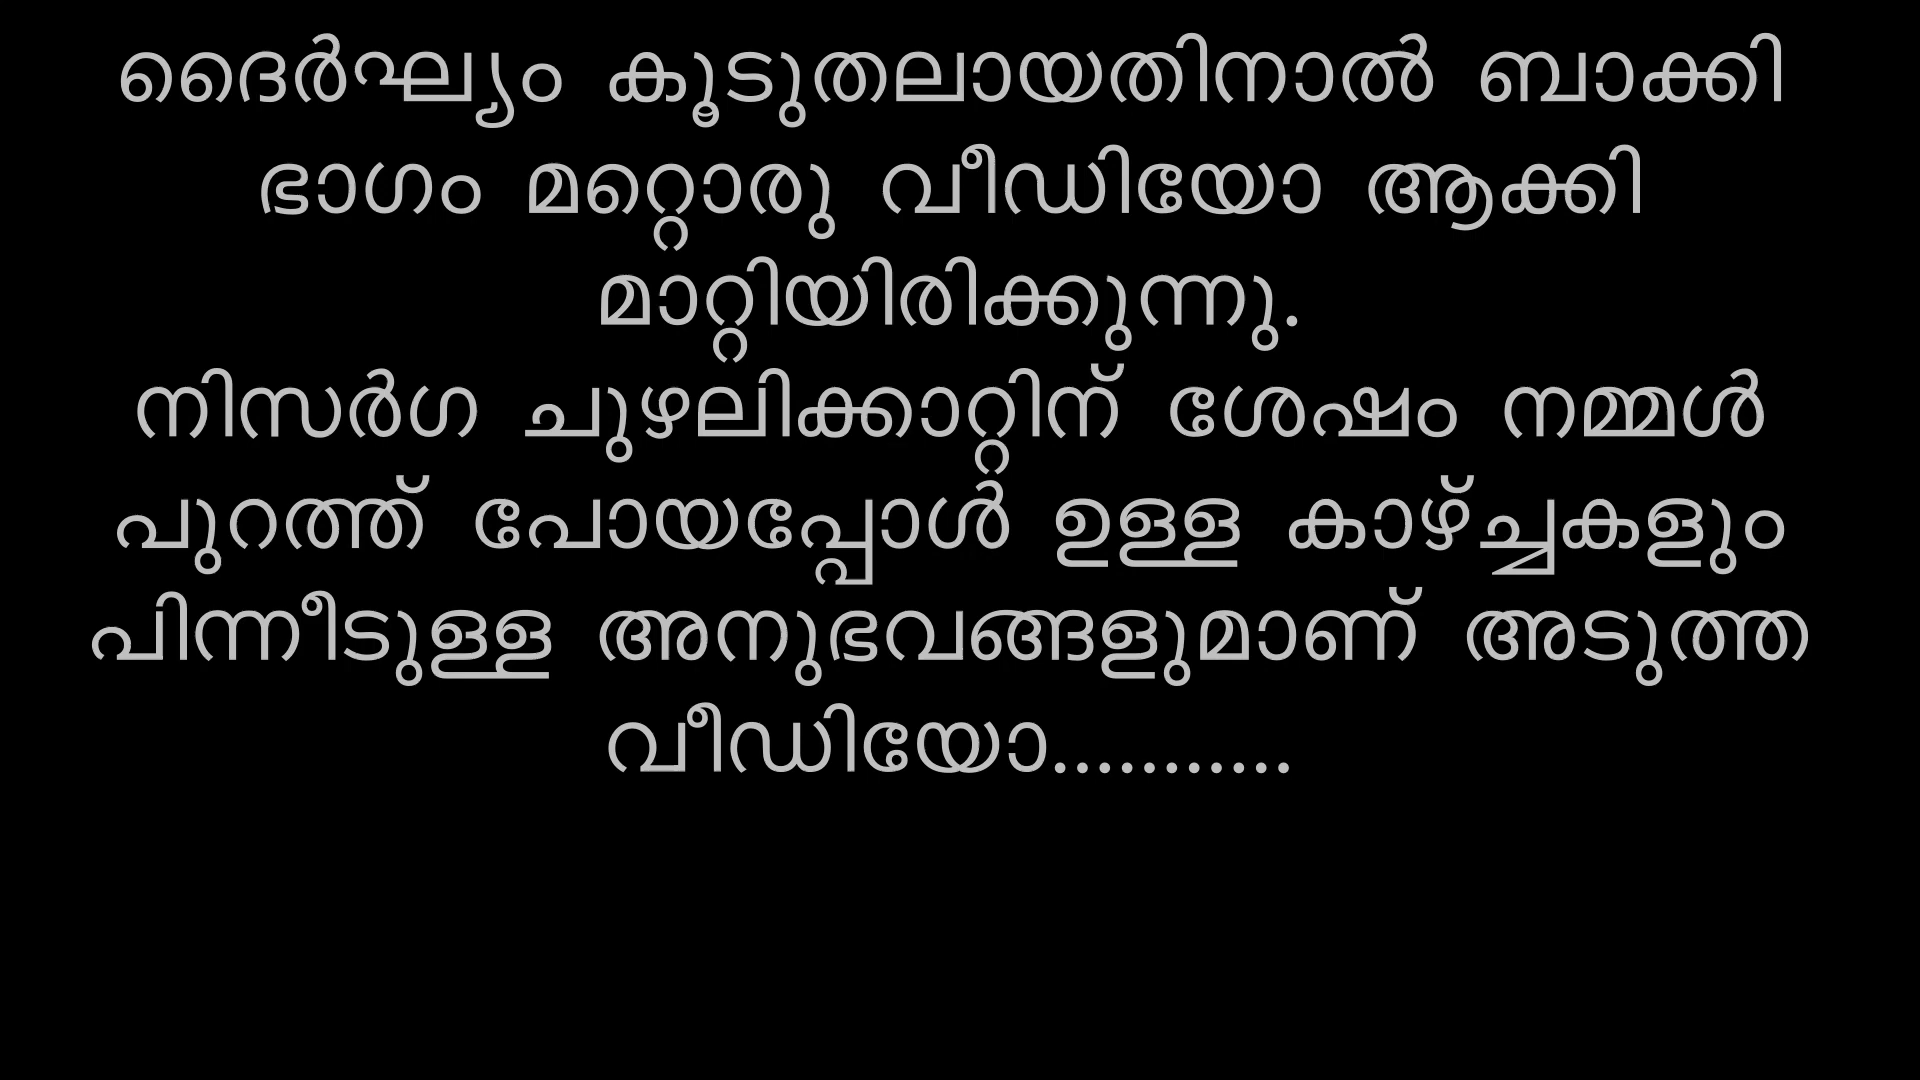 ദൈർഘ്യം കൂടുതലായതിനാൽ ബാക്കി
ഭാഗം മറ്റൊരു വീഡിയോ ആക്കി
മാറ്റിയിരിക്കുന്നു.
നിസർഗ ചുഴലിക്കാറ്റിന് ശേഷം നമ്മൾ
പുറത്ത് പോയപ്പോൾ ഉള്ള കാഴ്ച്ചകളും
പിന്നീടുള്ള അനുഭവങ്ങളുമാണ് അടുത്ത
വീഡിയോ...........